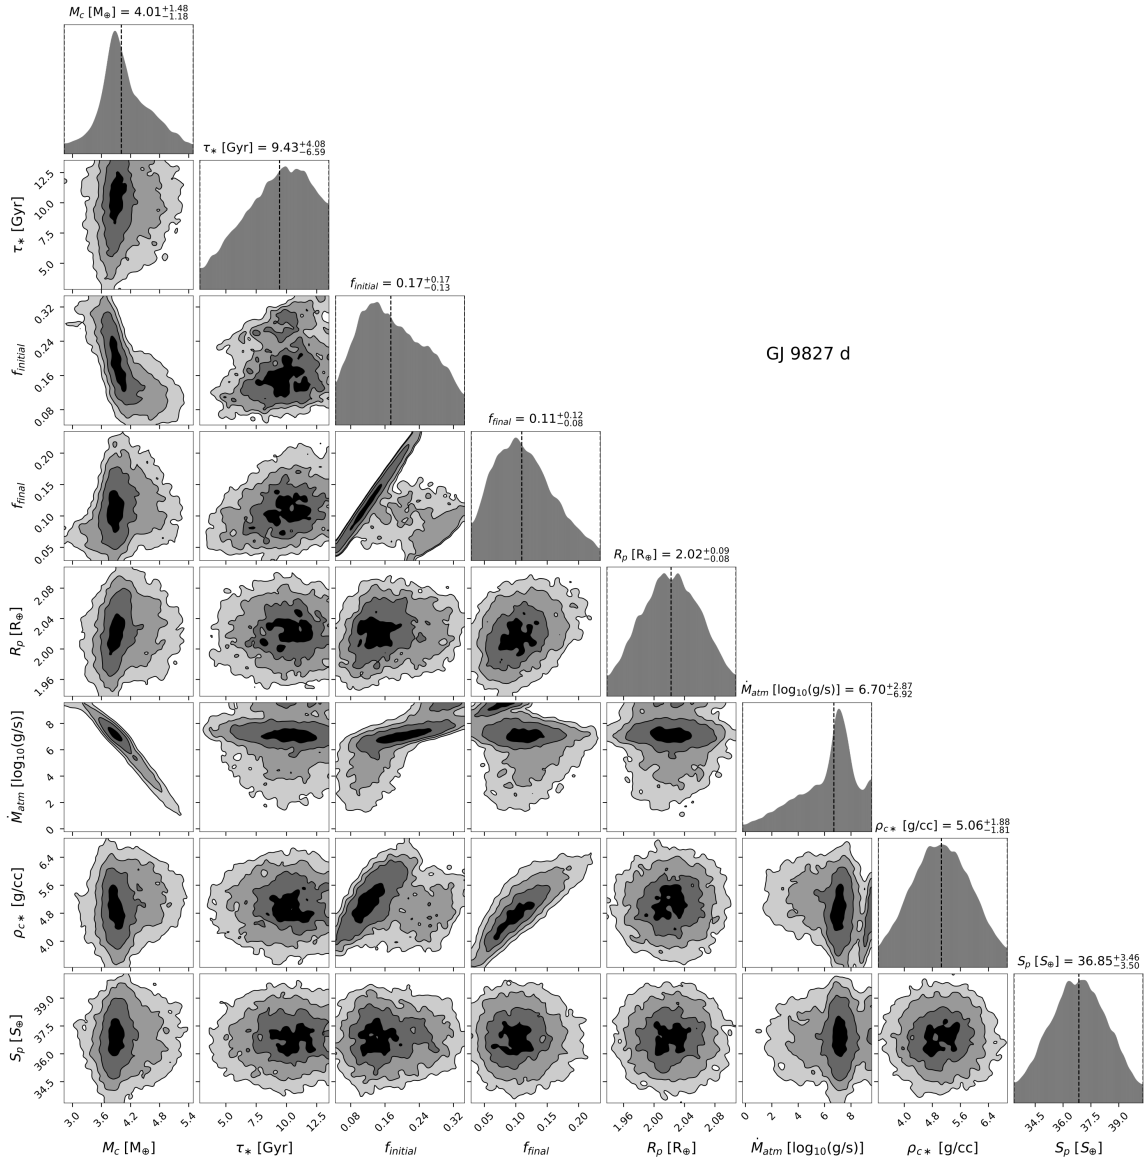 M_c [M⊕] = 4.01 +1.48 −1.18
τ∗ [Gyr] = 9.43 +4.08 −6.59
12.5
10.0
7.5
5.0
τ∗ [Gyr]
f_initial = 0.17 +0.17 −0.13
0.32
0.24
0.16
0.08
f_initial
GJ 9827 d
f_final = 0.11 +0.12 −0.08
0.20
0.15
0.10
0.05
f_final
R_p [R⊕] = 2.02 +0.09 −0.08
2.08
2.04
2.00
1.96
R_p [R⊕]
Ṁ_atm [log10(g/s)] = 6.70 +2.87 −6.92
8
6
4
2
0
Ṁ_atm [log10(g/s)]
ρ_c∗ [g/cc] = 5.06 +1.88 −1.81
6.4
5.6
4.8
4.0
ρ_c∗ [g/cc]
S_p [S⊕] = 36.85 +3.46 −3.50
39.0
37.5
36.0
34.5
S_p [S⊕]
3.0 3.6 4.2 4.8 5.4 5.0 7.5 10.0 12.5 0.08 0.16 0.24 0.32 0.05 0.10 0.15 0.20 1.96 2.00 2.04 2.08 0 2 4 6 8 4.0 4.8 5.6 6.4 34.5 36.0 37.5 39.0
M_c [M⊕] τ∗ [Gyr] f_initial f_final R_p [R⊕] Ṁ_atm [log10(g/s)] ρ_c∗ [g/cc] S_p [S⊕]